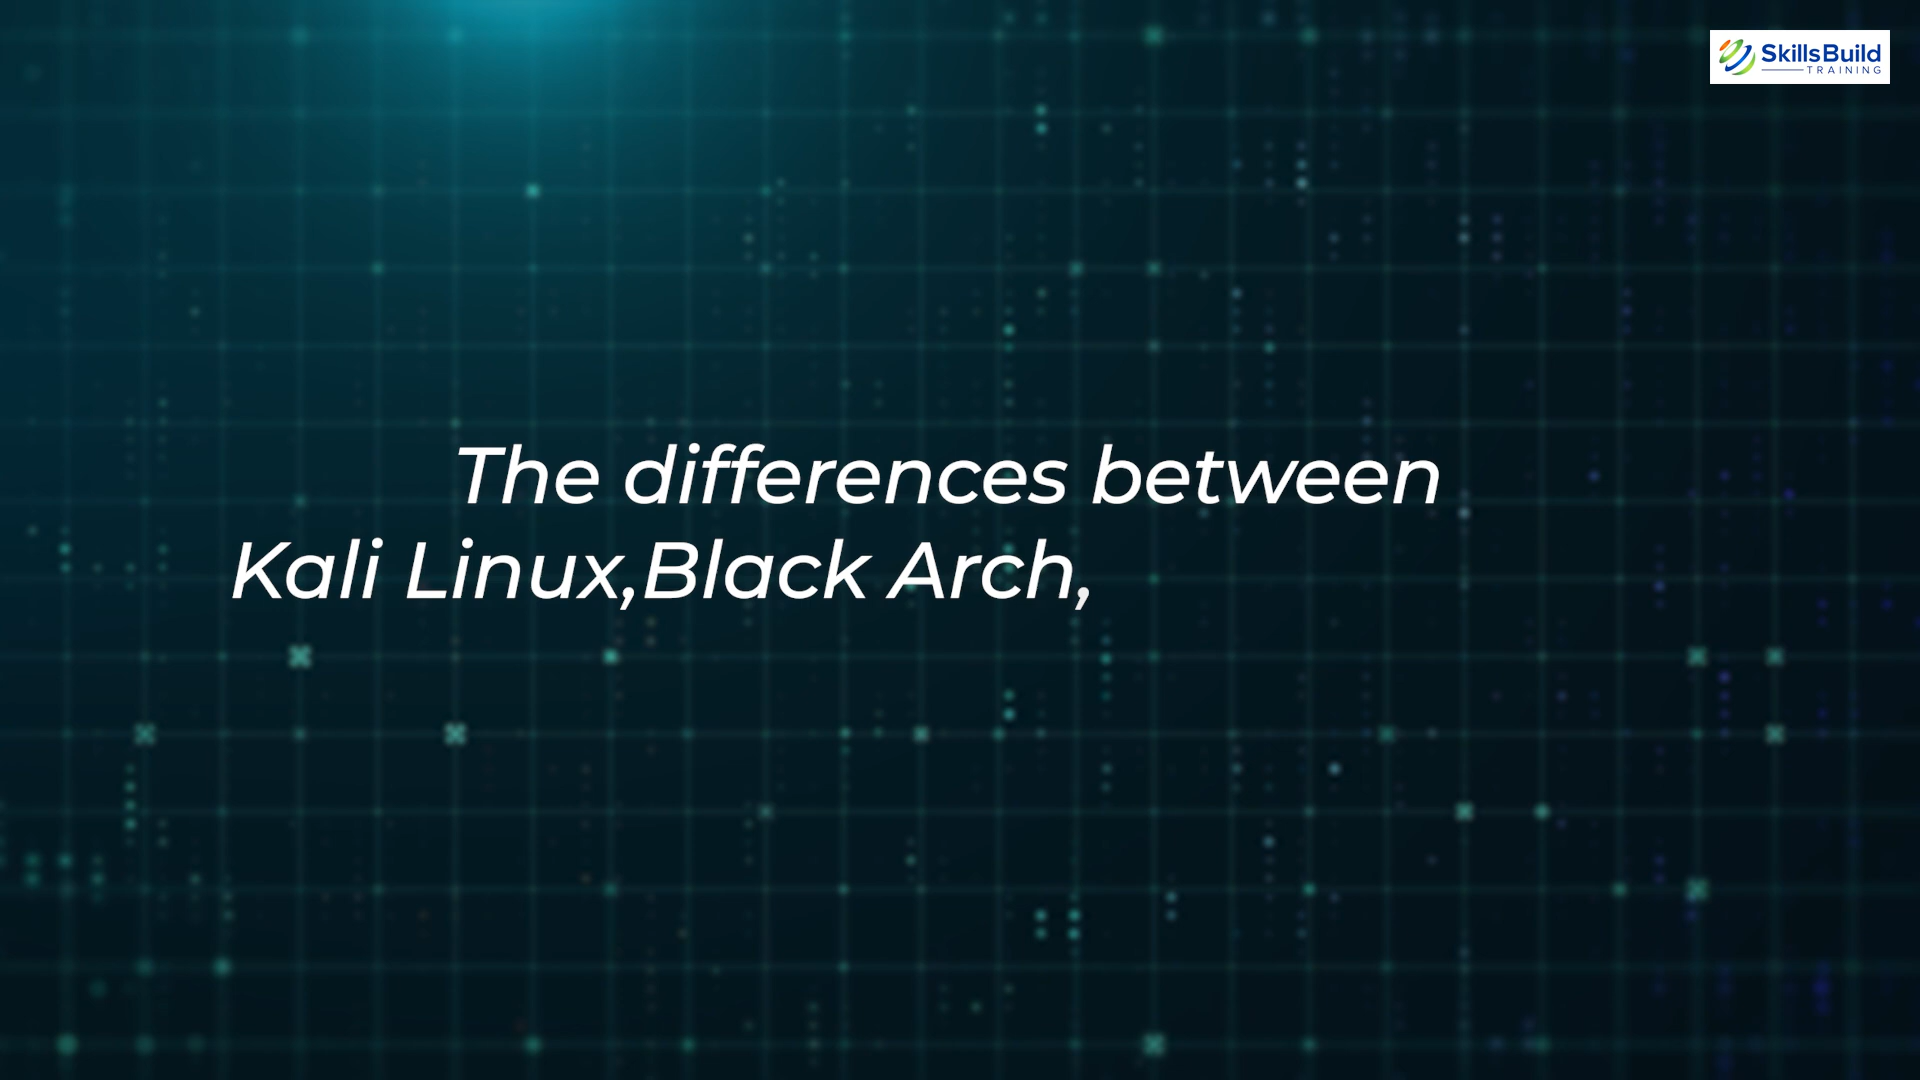 SkillsBuild
TRAINING
The differences between
Kali Linux,Black Arch,